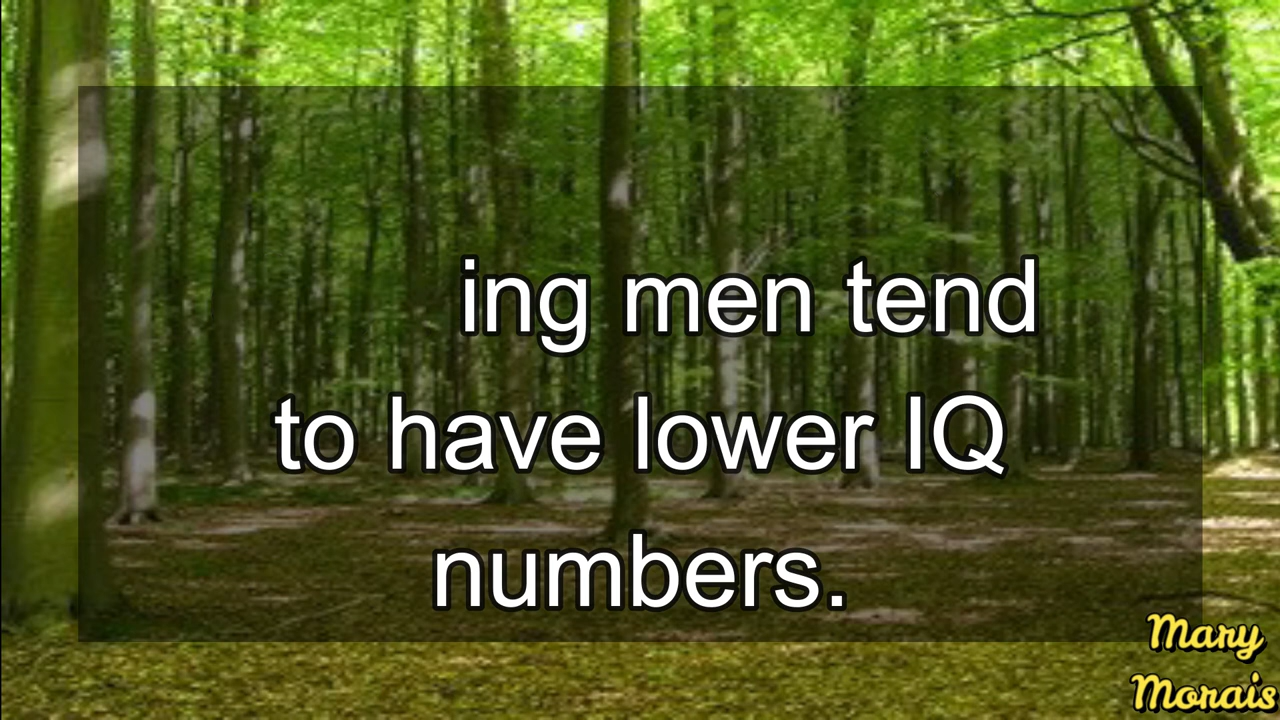 ing men tend
to have lower IQ
numbers.
Mary
Morais